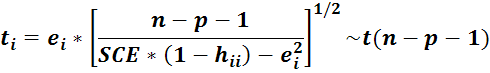 t_i = e_i * [ (n − p − 1) / (SCE * (1 − h_ii) − e_i^2) ]^{1/2} ~t(n − p − 1)